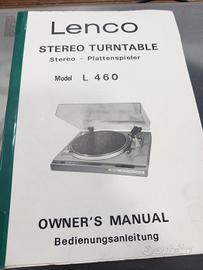 Lenco
STEREO TURNTABLE
Stereo - Plattenspieler
Model L 460
OWNER'S MANUAL
Bedienungsanleitung